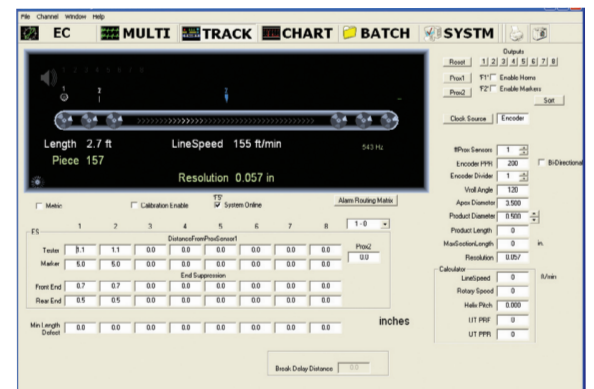 File Channel Window Help
EC MULTI TRACK CHART BATCH SYSTM
Length 2.7 ft LineSpeed 155 ft/min 543 Hz
Piece 157
Resolution 0.057 in
Outputs
Reset 1 2 3 4 5 6 7 8
Prox1 'F1' Enable Horns
Prox2 'F2' Enable Markers
Sort
Clock Source Encoder
#Prox Sensors 1
Encoder PPR 200 Bi-Directional
Encoder Divider 1
Vroll Angle 120
Apex Diameter 3.500
Product Diameter 0.500
Product Length 0
MaxSectionLength 0 in.
Resolution 0.057
Calculator
LineSpeed 0 ft/min
Rotary Speed 0
Helix Pitch 0.000
UT PRF 0
UT PPR 0
Metric Calibration Enable 'F5' System Online Alarm Routing Matrix
1 2 3 4 5 6 7 8 1 - 0
DistanceFromProxSensor1
Tester 1.1 1.1 0.0 0.0 0.0 0.0 0.0 0.0 Prox2
Marker 5.0 5.0 0.0 0.0 0.0 0.0 0.0 0.0 0.0
End Suppression
Front End 0.7 0.7 0.0 0.0 0.0 0.0 0.0 0.0
Rear End 0.5 0.5 0.0 0.0 0.0 0.0 0.0 0.0
Min Length Defect 0.0 0.0 0.0 0.0 0.0 0.0 0.0 0.0 inches
Break Delay Distance 0.0